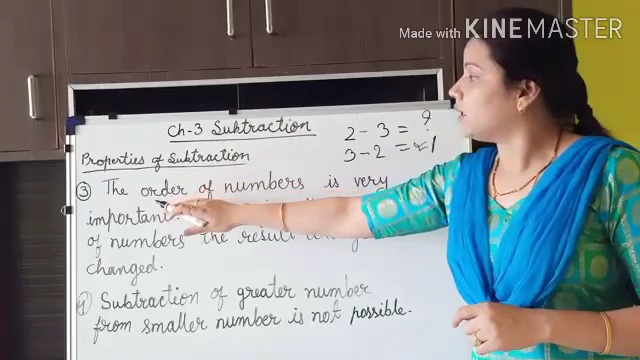 Made with KINEMASTER
Ch-3 Subtraction
2 - 3 = ?
3 - 2 = 1
Properties of Subtraction
③ The order of numbers is very
important
of numbers the result
changed.
④ Subtraction of greater number
from smaller number is not possible.